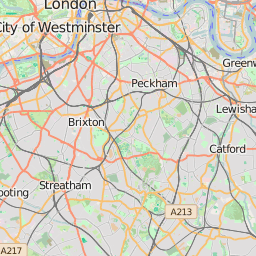 London
City of Westminster
Peckham
Greenw
Lewisha
Brixton
Catford
Streatham
ooting
A213
A217